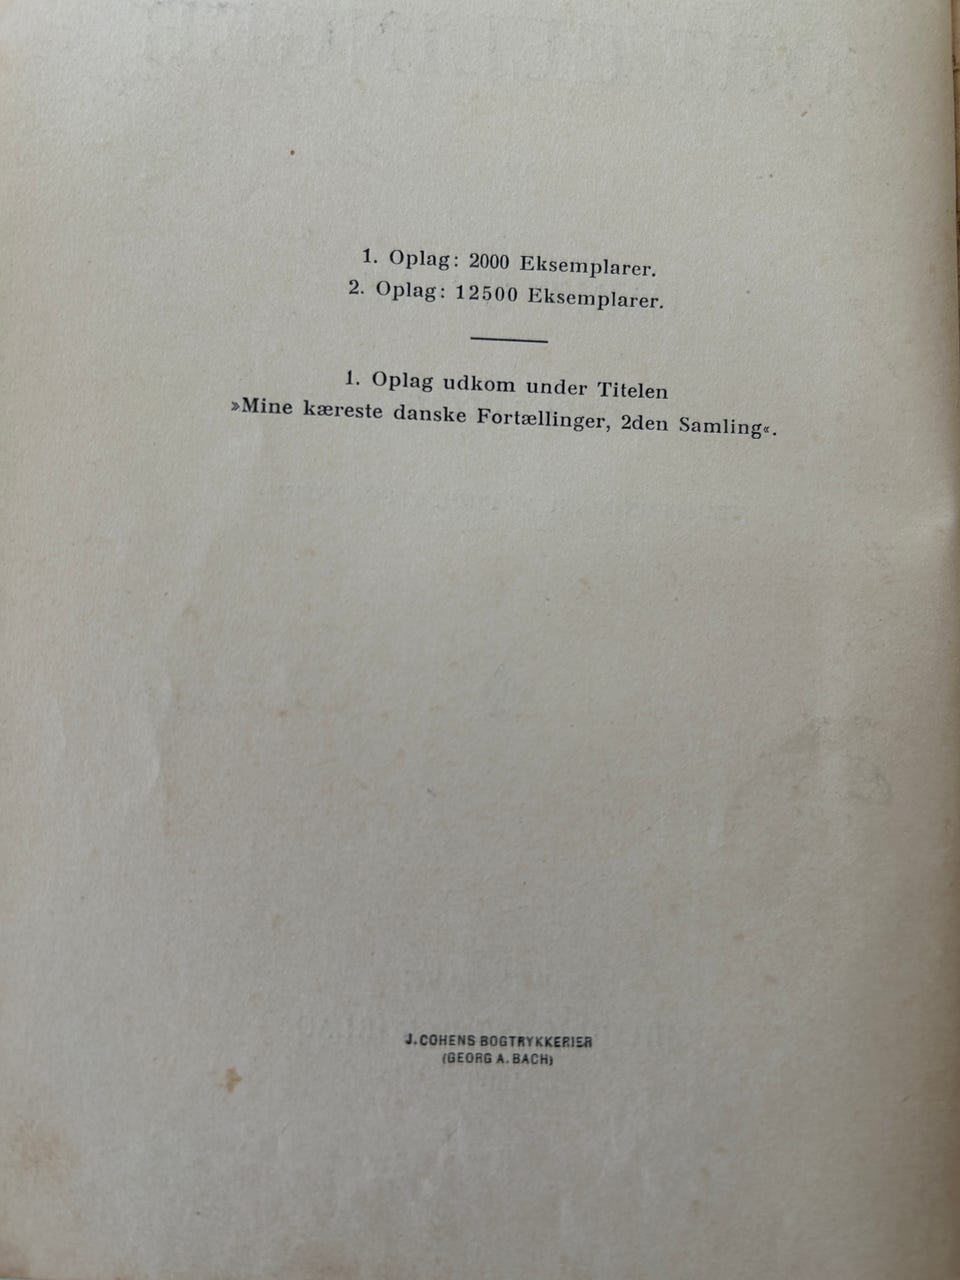 1. Oplag: 2000 Eksemplarer.
2. Oplag: 12500 Eksemplarer.
1. Oplag udkom under Titelen
»Mine kæreste danske Fortællinger, 2den Samling«.
J. COHENS BOGTRYKKERIER
(GEORG A. BACH)